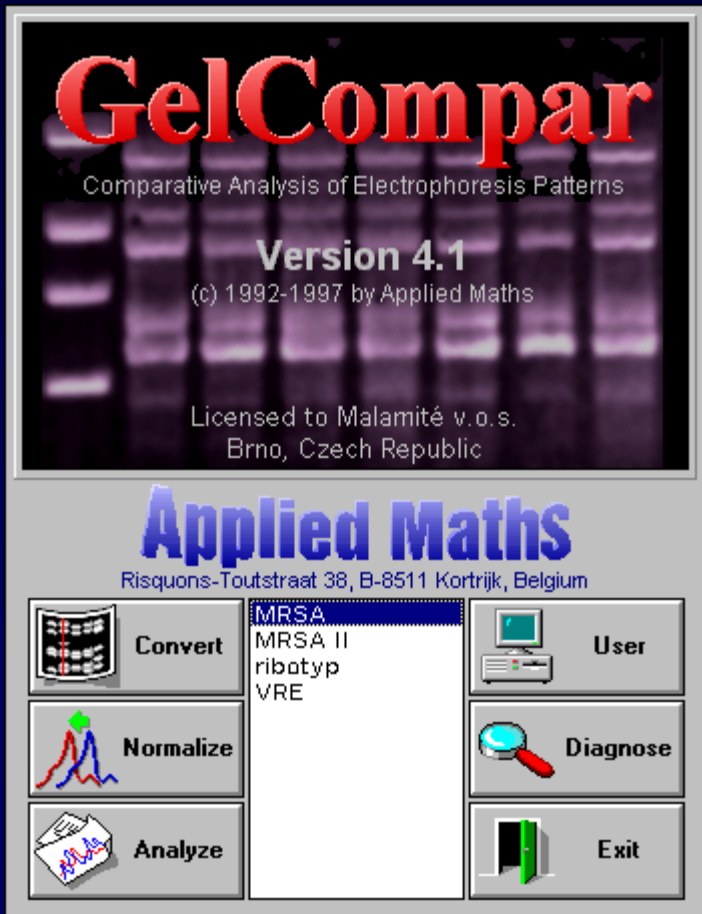 GelCompar
Comparative Analysis of Electrophoresis Patterns
Version 4.1
(c) 1992-1997 by Applied Maths
Licensed to Malamité v.o.s.
Brno, Czech Republic
Applied Maths
Risquons-Toutstraat 38, B-8511 Kortrijk, Belgium
Convert
Normalize
Analyze
MRSA
MRSA II
ribotyp
VRE
User
Diagnose
Exit